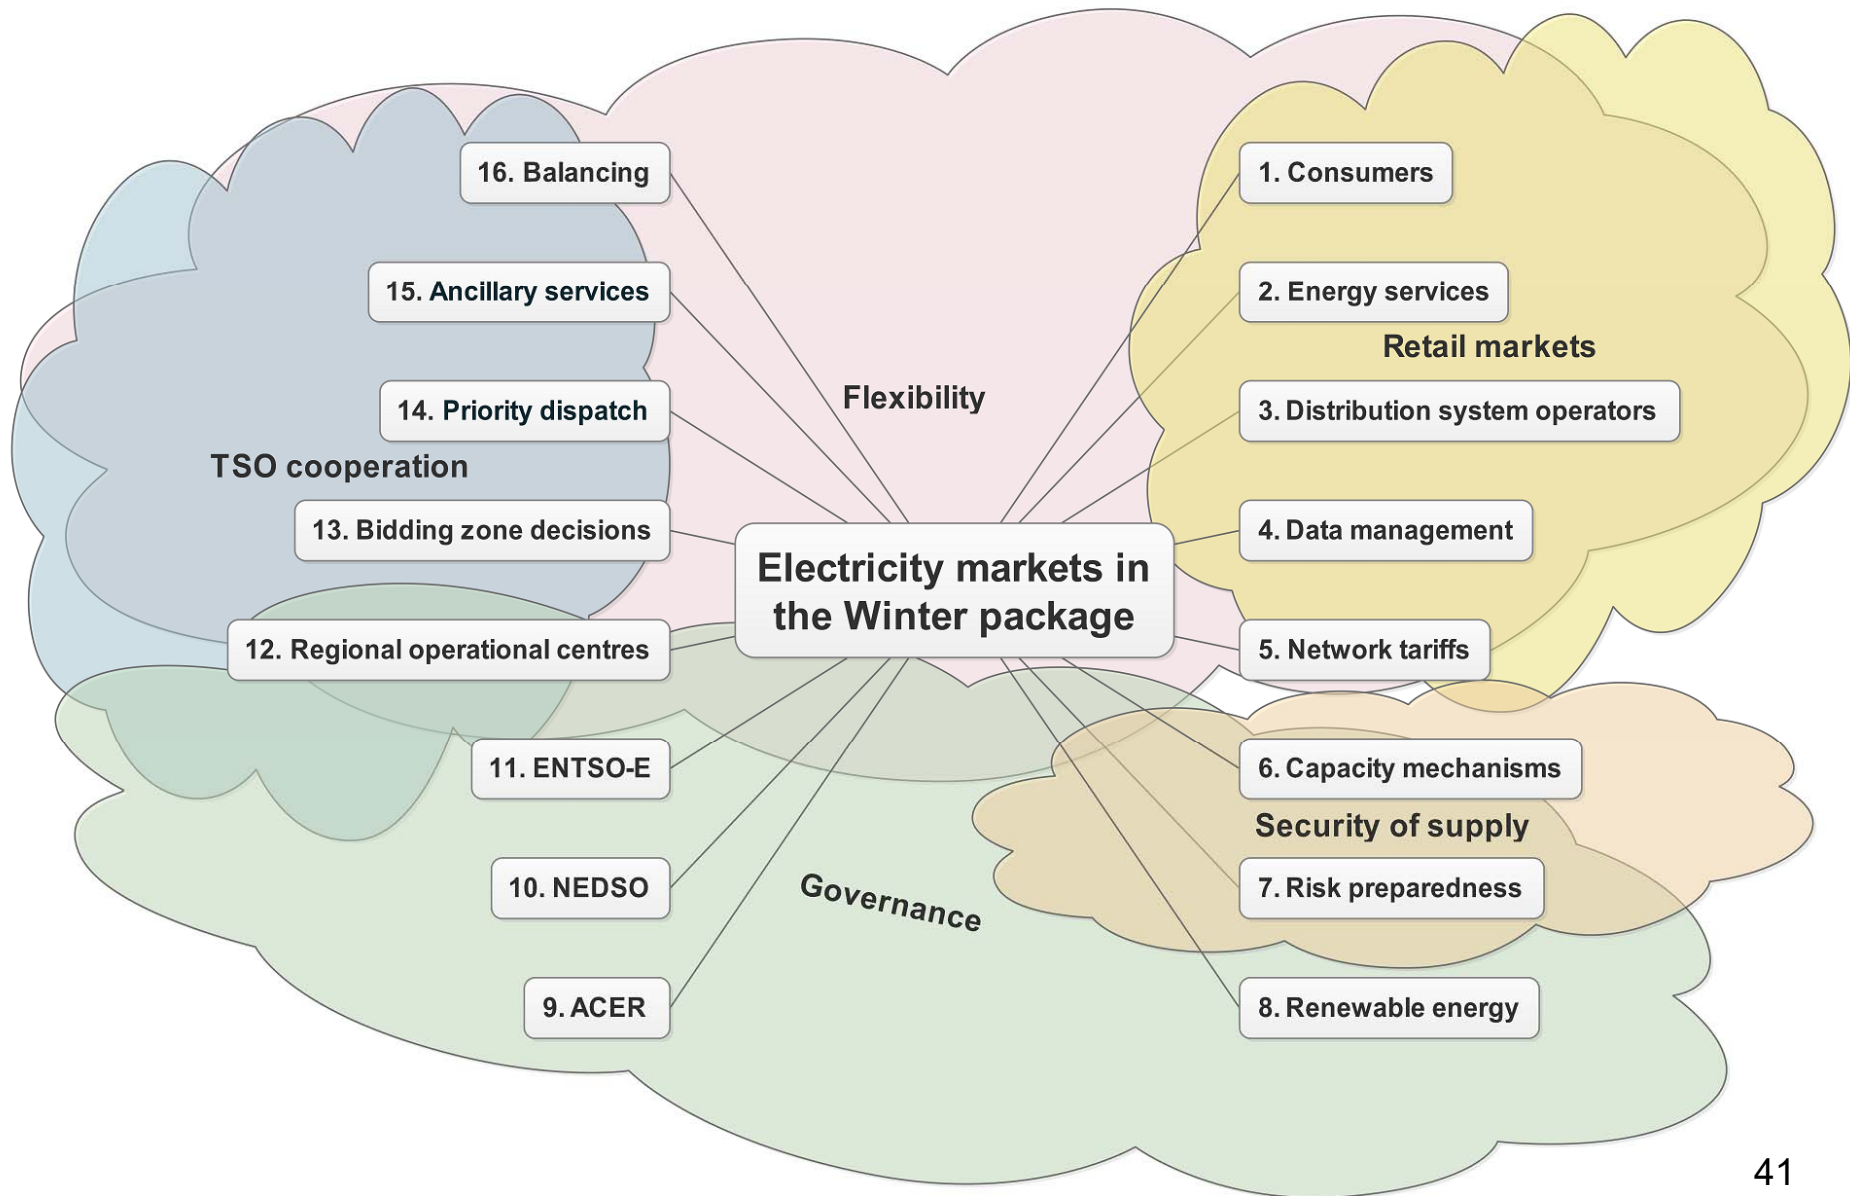 16. Balancing
1. Consumers
15. Ancillary services
2. Energy services
Retail markets
14. Priority dispatch
Flexibility
3. Distribution system operators
TSO cooperation
13. Bidding zone decisions
4. Data management
Electricity markets in
the Winter package
12. Regional operational centres
5. Network tariffs
11. ENTSO-E
6. Capacity mechanisms
Security of supply
10. NEDSO
Governance
7. Risk preparedness
9. ACER
8. Renewable energy
41